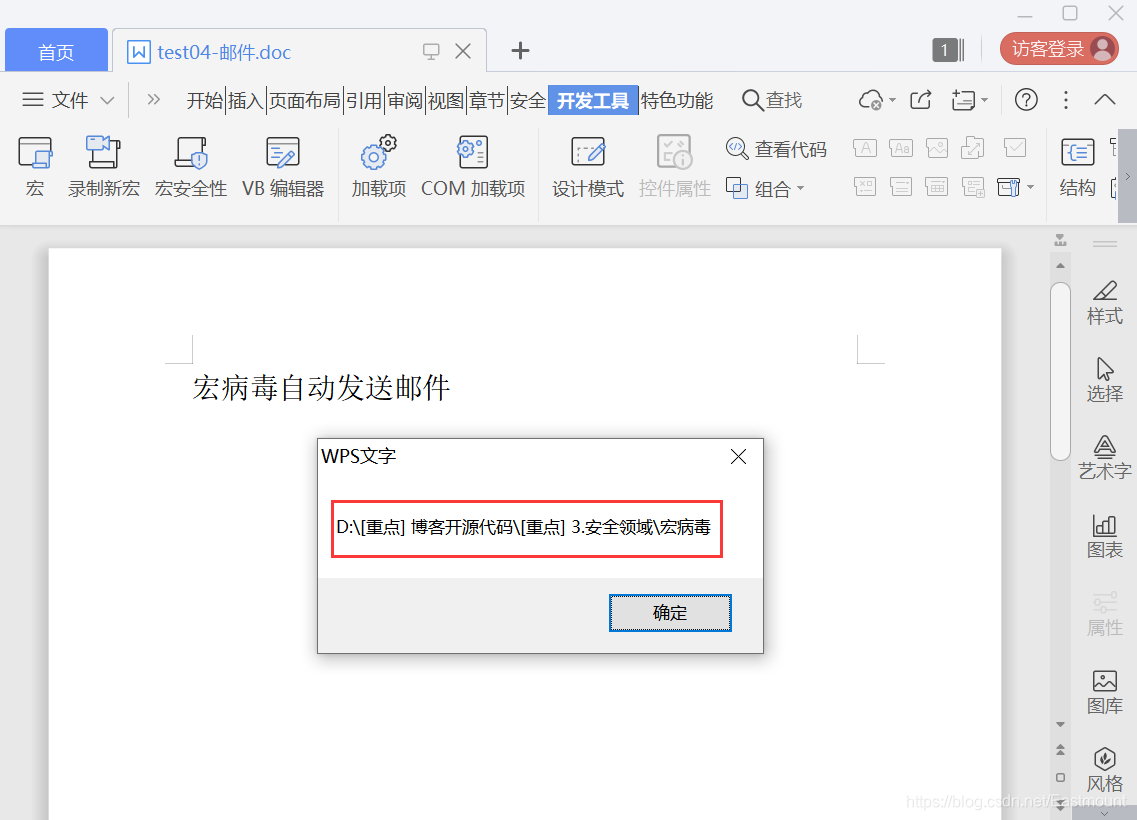 首页
test04-邮件.doc
1
访客登录
文件
开始 插入 页面布局 引用 审阅 视图 章节 安全 开发工具 特色功能
查找
宏
录制新宏
宏安全性
VB 编辑器
加载项
COM 加载项
设计模式
控件属性
查看代码
组合
结构
宏病毒自动发送邮件
WPS文字
D:\[重点] 博客开源代码\[重点] 3.安全领域\宏病毒
确定
样式
选择
艺术字
图表
属性
图库
风格
https://blog.csdn.net/Eastmount